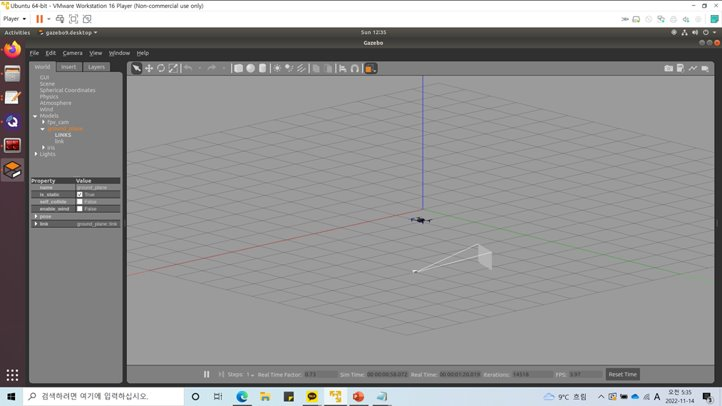 Ubuntu 64-bit - VMware Workstation 16 Player (Non-commercial use only)
Player
Activities gazebo9.desktop Sun 12:35
Gazebo
File Edit Camera View Window Help
World Insert Layers
GUI
Scene
Spherical Coordinates
Physics
Atmosphere
Wind
Models
fpv_cam
ground_plane
LINKS
link
iris
Lights
Property Value
name ground_plane
is_static True
self_collide False
enable_wind False
pose
link ground_plane::link
Steps: 1 Real Time Factor: 0.73 Sim Time: 00 00:00:58.072 Real Time: 00 00:01:20.019 Iterations: 14518 FPS: 3.97 Reset Time
검색하려면 여기에 입력하십시오.
9°C 흐림
A
오전 5:35
2022-11-14